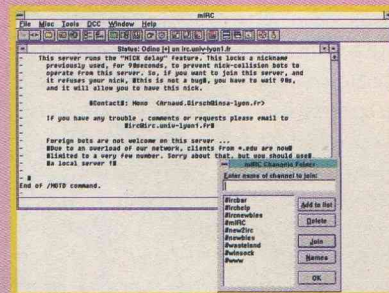 mIRC
File Misc Tools DCC Window Help
Status: Odino [+] on irc.univ-lyon1.fr
This server runs the "NICK delay" feature. This locks a nickname
previously used, for 90seconds, to prevent nick-collision bots to
operate from this server. So, if you want to join this server, and
it refuses your nick, this is not a bug, you have to wait 90s,
and it will allow you to have this nick.
Contact: Momo <Arnaud.Girsch@insa-lyon.fr>
If you have any trouble , comments or requests please email to
irc@irc.univ-lyon1.fr
Foreign bots are not welcome on this server ...
Due to an overload of our network, clients from *.edu are now
limited to a very few number. Sorry about that, but you should use
a local server !
End of /MOTD command.
mIRC Channels Folder
Enter name of channel to join:
#ircbar
#irchelp
#ircnewbies
#mIRC
#new2irc
#newbies
#wasteland
#winsock
#www
Add to list
Delete
Join
Names
OK